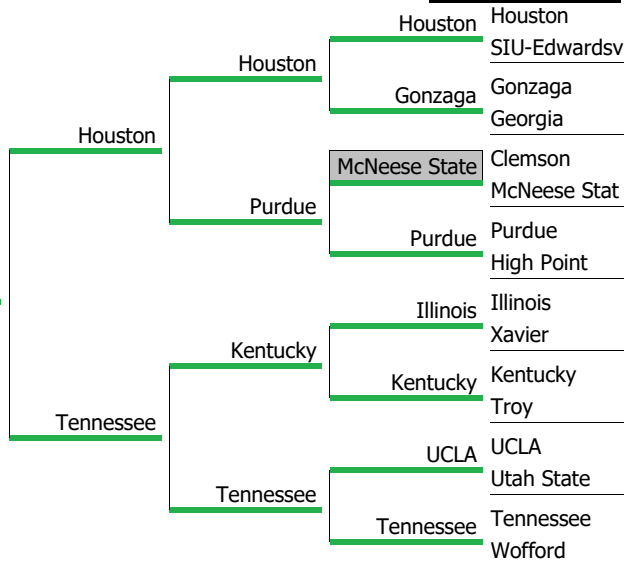 Houston
SIU-Edwardsv
Houston
Gonzaga
Georgia
Gonzaga
Houston
Clemson
McNeese Stat
McNeese State
Purdue
High Point
Purdue
Purdue
Houston
Illinois
Xavier
Illinois
Kentucky
Troy
Kentucky
Kentucky
UCLA
Utah State
UCLA
Tennessee
Wofford
Tennessee
Tennessee
Tennessee